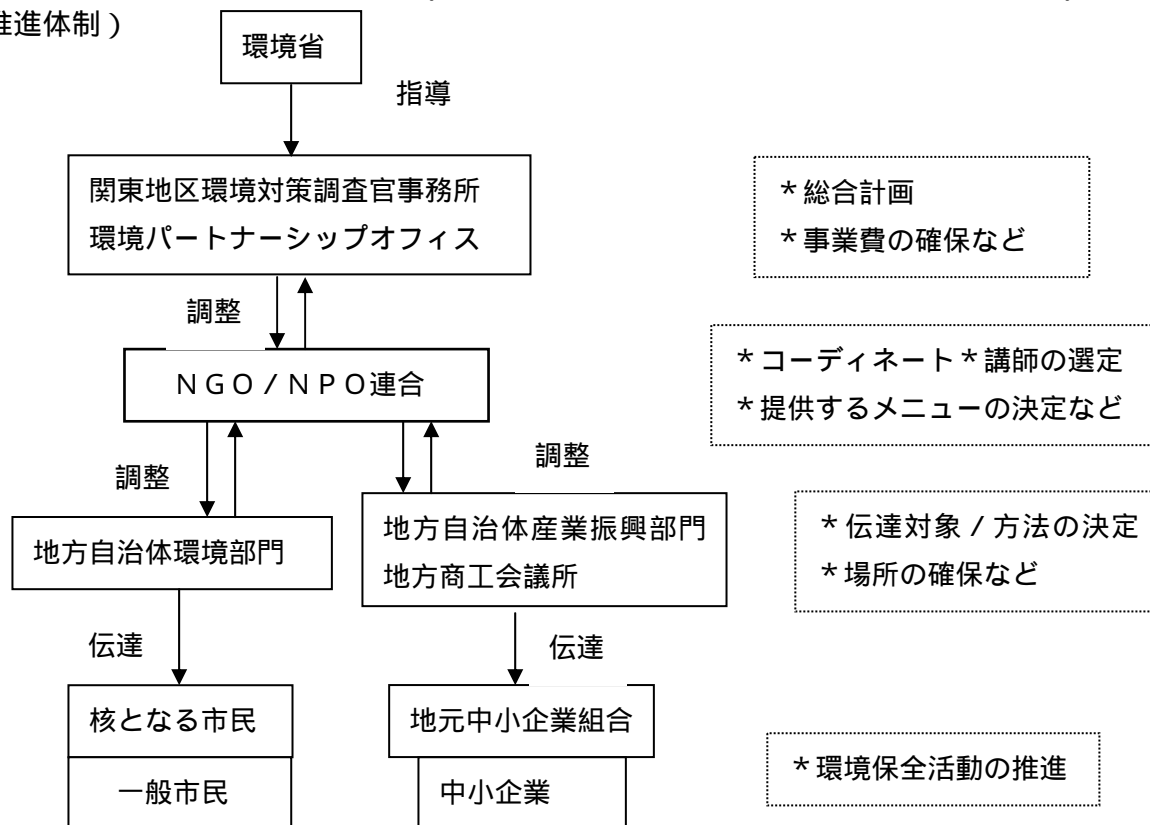 推進体制）
環境省
指導
関東地区環境対策調査官事務所
環境パートナーシップオフィス
＊総合計画
＊事業費の確保など
調整
ＮＧＯ／ＮＰＯ連合
＊コーディネート＊講師の選定
＊提供するメニューの決定など
調整
調整
地方自治体環境部門
地方自治体産業振興部門
地方商工会議所
＊伝達対象／方法の決定
＊場所の確保など
伝達
伝達
核となる市民
地元中小企業組合
一般市民
中小企業
＊環境保全活動の推進